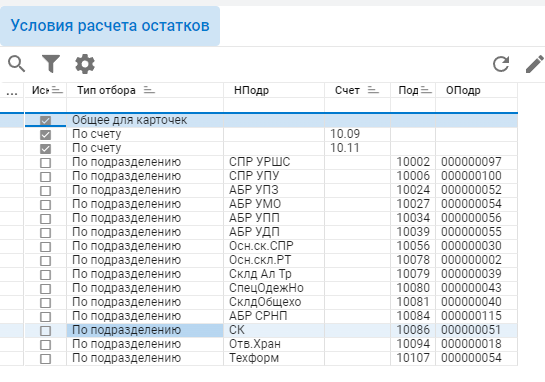 Условия расчета остатков
... Иск Тип отбора НПодр Счет Под ОПодр
Общее для карточек
По счету 10.09
По счету 10.11
По подразделению СПР УРШС 10002 000000097
По подразделению СПР УПУ 10006 000000100
По подразделению АБР УПЗ 10024 000000052
По подразделению АБР УМО 10027 000000054
По подразделению АБР УПП 10034 000000056
По подразделению АБР УДП 10039 000000055
По подразделению Осн.ск.СПР 10056 000000030
По подразделению Осн.скл.РТ 10078 000000002
По подразделению Склд Ал Тр 10079 000000039
По подразделению СпецОдежНо 10080 000000043
По подразделению СклдОбщехо 10081 000000040
По подразделению АБР СРНП 10084 000000115
По подразделению СК 10086 000000051
По подразделению Отв.Хран 10094 000000018
По подразделению Техформ 10107 000000054